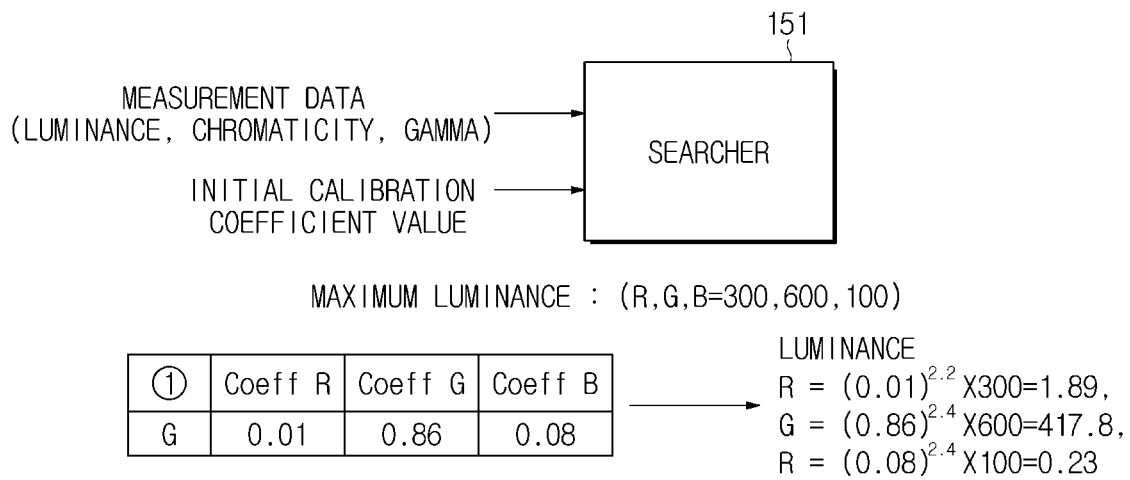 151
MEASUREMENT DATA
(LUMINANCE, CHROMATICITY, GAMMA)
SEARCHER
INITIAL CALIBRATION
COEFFICIENT VALUE
MAXIMUM LUMINANCE : (R,G,B=300,600,100)
① Coeff R Coeff G Coeff B
G 0.01 0.86 0.08
LUMINANCE
R = (0.01)^2.2 X300=1.89,
G = (0.86)^2.4 X600=417.8,
R = (0.08)^2.4 X100=0.23